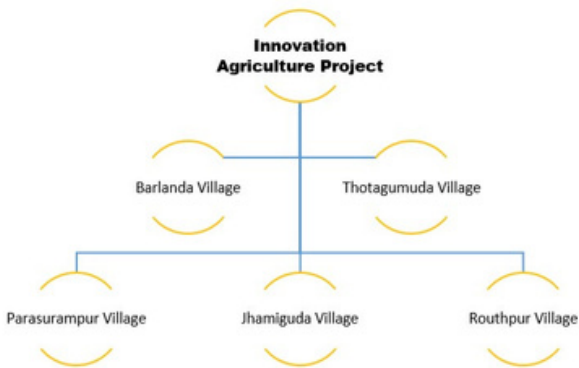 Innovation
Agriculture Project
Barlanda Village
Thotagumuda Village
Parasurampur Village
Jhamiguda Village
Routhpur Village